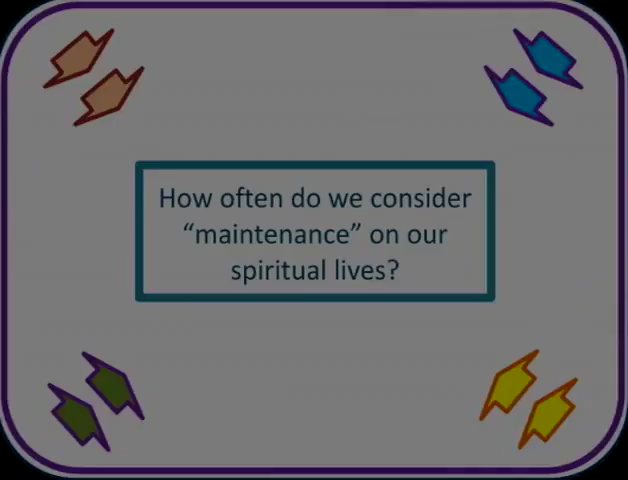 How often do we consider
“maintenance” on our
spiritual lives?